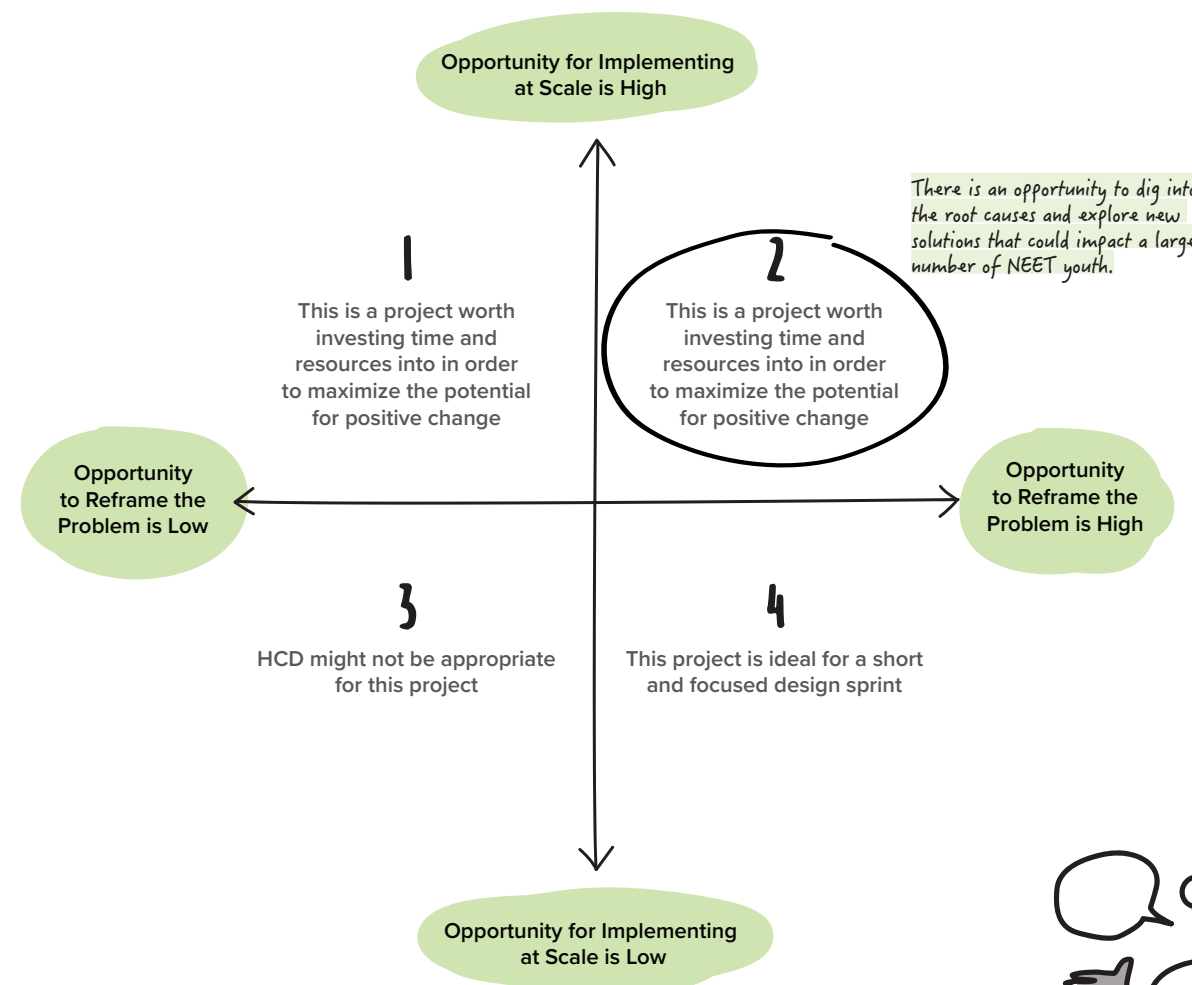 Opportunity for Implementing
at Scale is High
There is an opportunity to dig into
the root causes and explore new
solutions that could impact a large
number of NEET youth.
1
This is a project worth
investing time and
resources into in order
to maximize the potential
for positive change
2
This is a project worth
investing time and
resources into in order
to maximize the potential
for positive change
Opportunity
to Reframe the
Problem is Low
Opportunity
to Reframe the
Problem is High
3
HCD might not be appropriate
for this project
4
This project is ideal for a short
and focused design sprint
Opportunity for Implementing
at Scale is Low